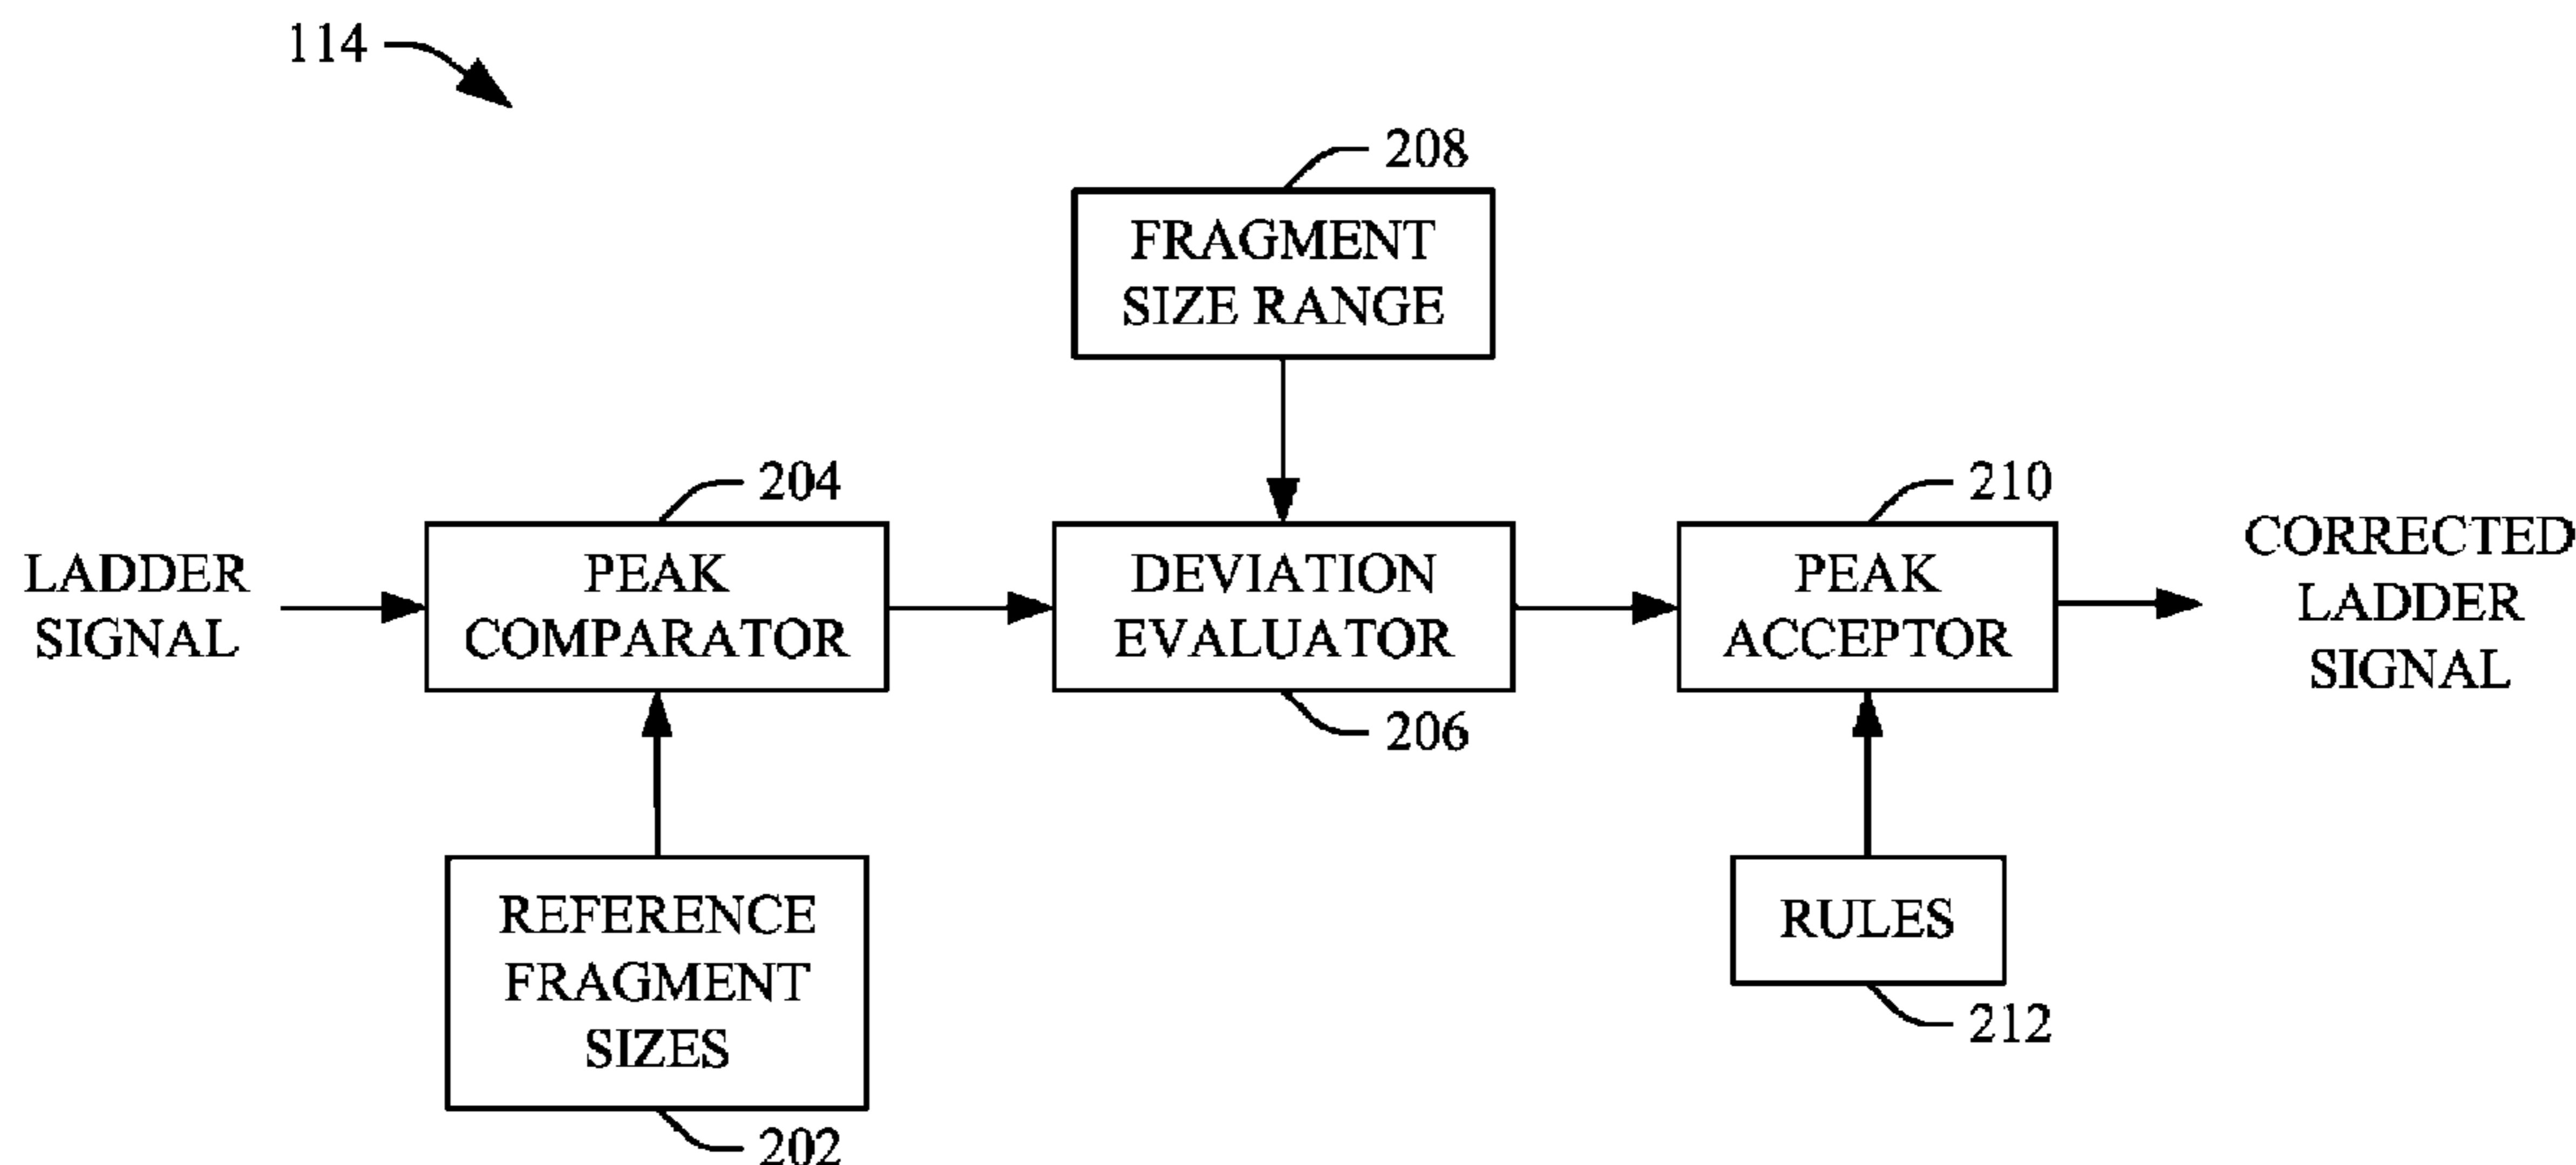 114
208
FRAGMENT
SIZE RANGE
204
210
LADDER
SIGNAL
PEAK
COMPARATOR
DEVIATION
EVALUATOR
PEAK
ACCEPTOR
CORRECTED
LADDER
SIGNAL
206
REFERENCE
FRAGMENT
SIZES
RULES
212
202